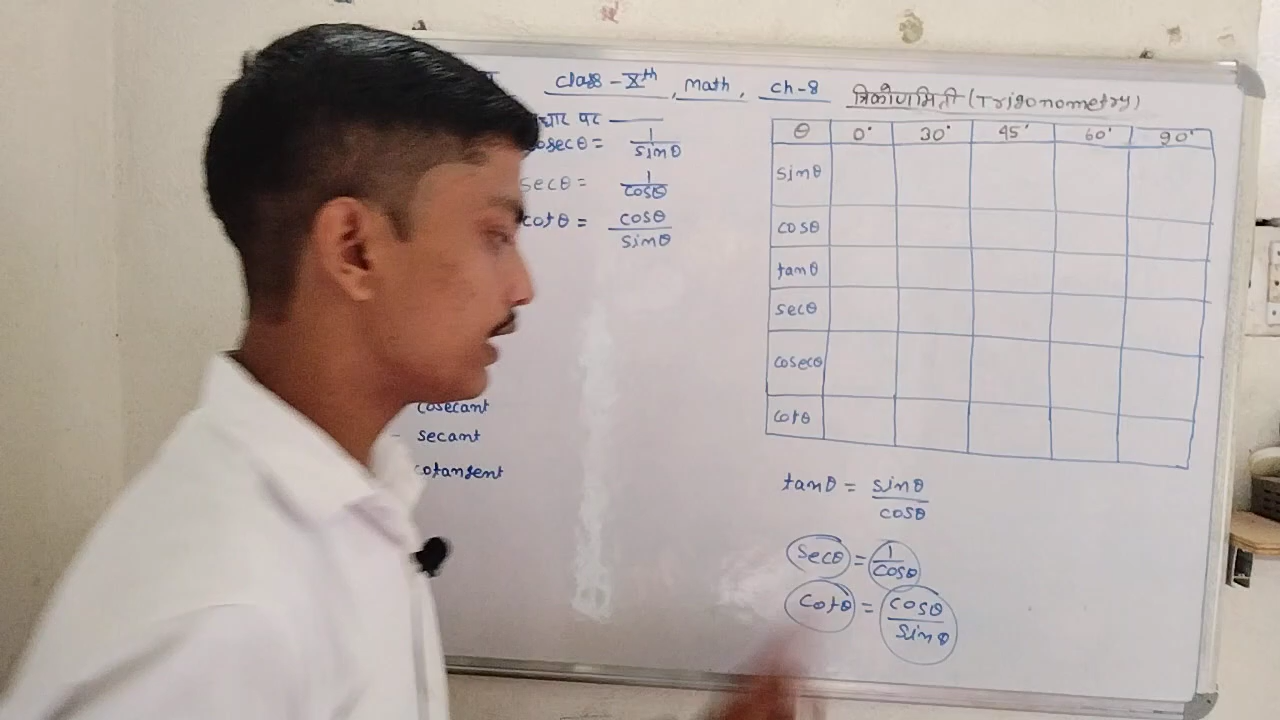 Class - Xth, Math, Ch-8 त्रिकोणमिती (Trigonometry)
पर
cosecθ = 1/sinθ
secθ = 1/cosθ
cotθ = cosθ/sinθ
cosecant
- secant
cotangent
θ 0° 30° 45° 60° 90°
sinθ
cosθ
tanθ
secθ
cosecθ
cotθ
tanθ = sinθ/cosθ
secθ = 1/cosθ
cotθ = cosθ/sinθ